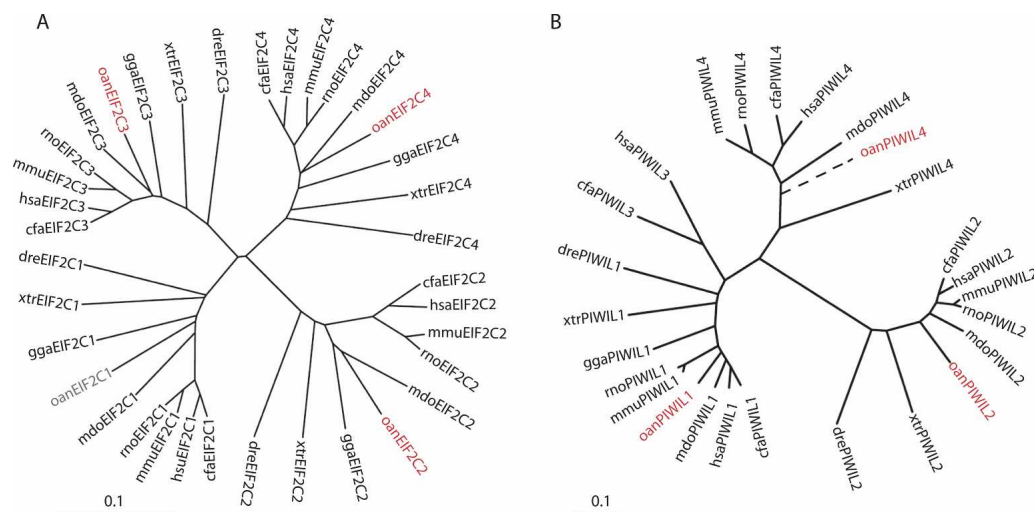 A
dreEIF2C3
xtrEIF2C3
ggaEIF2C3
oanEIF2C3
mdoEIF2C3
rnoEIF2C3
mmuEIF2C3
hsaEIF2C3
cfaEIF2C3
cfaEIF2C4
hsaEIF2C4
mmuEIF2C4
rnoEIF2C4
mdoEIF2C4
oanEIF2C4
ggaEIF2C4
xtrEIF2C4
dreEIF2C4
dreEIF2C1
xtrEIF2C1
ggaEIF2C1
oanEIF2C1
mdoEIF2C1
rnoEIF2C1
mmuEIF2C1
hsuEIF2C1
cfaEIF2C1
cfaEIF2C2
hsaEIF2C2
mmuEIF2C2
rnoEIF2C2
mdoEIF2C2
oanEIF2C2
ggaEIF2C2
xtrEIF2C2
dreEIF2C2
0.1
B
mmuPIWIL4
rnoPIWIL4
cfaPIWIL4
hsaPIWIL4
mdoPIWIL4
oanPIWIL4
xtrPIWIL4
hsaPIWIL3
cfaPIWIL3
drePIWIL1
xtrPIWIL1
ggaPIWIL1
rnoPIWIL1
mmuPIWIL1
oanPIWIL1
mdoPIWIL1
hsaPIWIL1
cfaPIWIL1
cfaPIWIL2
hsaPIWIL2
mmuPIWIL2
rnoPIWIL2
mdoPIWIL2
oanPIWIL2
xtrPIWIL2
drePIWIL2
0.1